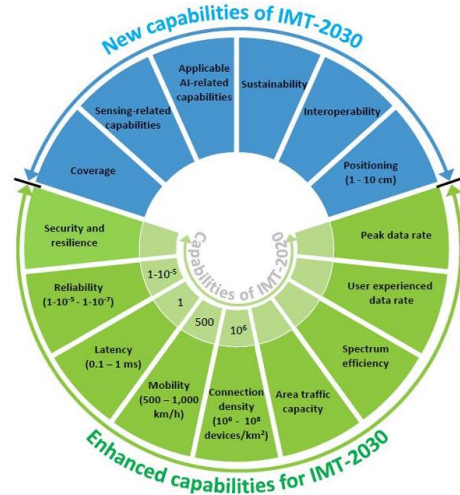 New capabilities of IMT-2030
Coverage
Sensing-related
capabilities
Applicable
AI-related
capabilities
Sustainability
Interoperability
Positioning
(1 - 10 cm)
Capabilities of IMT-2020
Security and
resilience
Reliability
(1-10⁻⁵ - 1-10⁻⁷)
1-10⁻⁵
Latency
(0.1 – 1 ms)
1
Mobility
(500 – 1,000
km/h)
500
Connection
density
(10⁶ - 10⁸
devices/km²)
10⁶
Area traffic
capacity
Spectrum
efficiency
User experienced
data rate
Peak data rate
Enhanced capabilities for IMT-2030